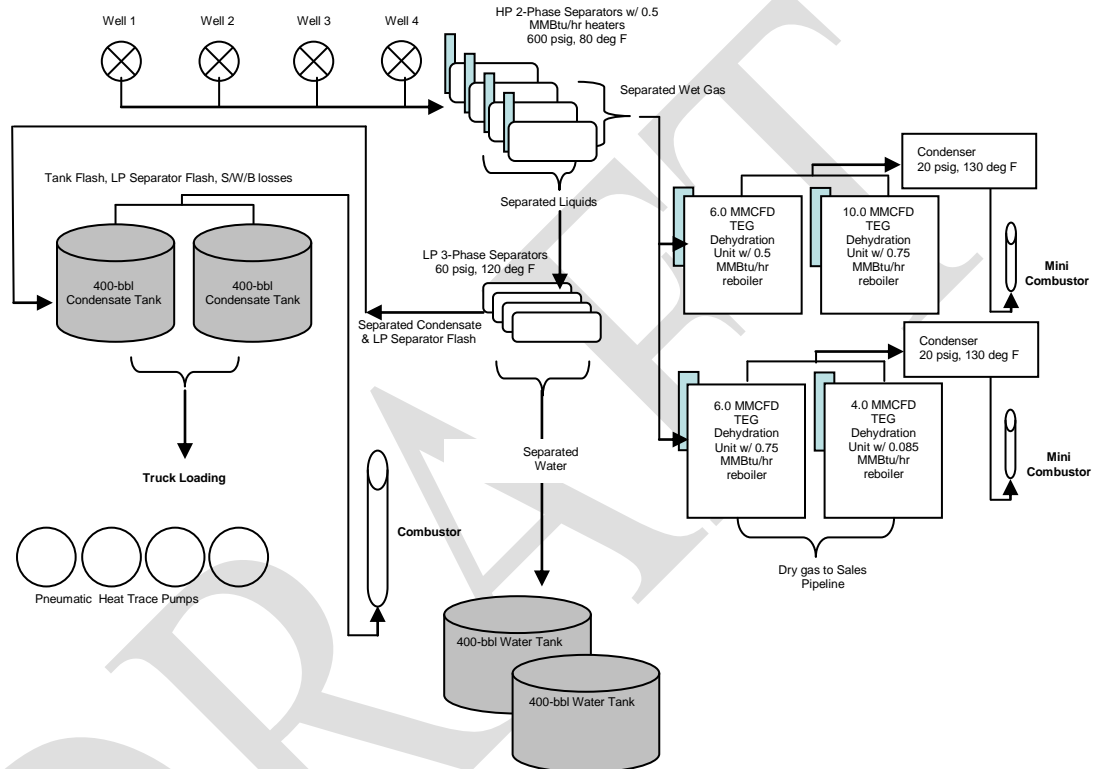 Well 1
Well 2
Well 3
Well 4
HP 2-Phase Separators w/ 0.5
MMBtu/hr heaters
600 psig, 80 deg F
Separated Wet Gas
Condenser
20 psig, 130 deg F
Tank Flash, LP Separator Flash, S/W/B losses
Separated Liquids
6.0 MMCFD
TEG
Dehydration
Unit w/ 0.5
MMBtu/hr
reboiler
10.0 MMCFD
TEG
Dehydration
Unit w/ 0.75
MMBtu/hr
reboiler
Mini
Combustor
LP 3-Phase Separators
60 psig, 120 deg F
400-bbl
Condensate Tank
400-bbl
Condensate Tank
Separated Condensate
& LP Separator Flash
Condenser
20 psig, 130 deg F
6.0 MMCFD
TEG
Dehydration
Unit w/ 0.75
MMBtu/hr
reboiler
4.0 MMCFD
TEG
Dehydration
Unit w/ 0.085
MMBtu/hr
reboiler
Mini
Combustor
Separated
Water
Truck Loading
Combustor
Dry gas to Sales
Pipeline
Pneumatic Heat Trace Pumps
400-bbl Water Tank
400-bbl Water Tank
DRAFT